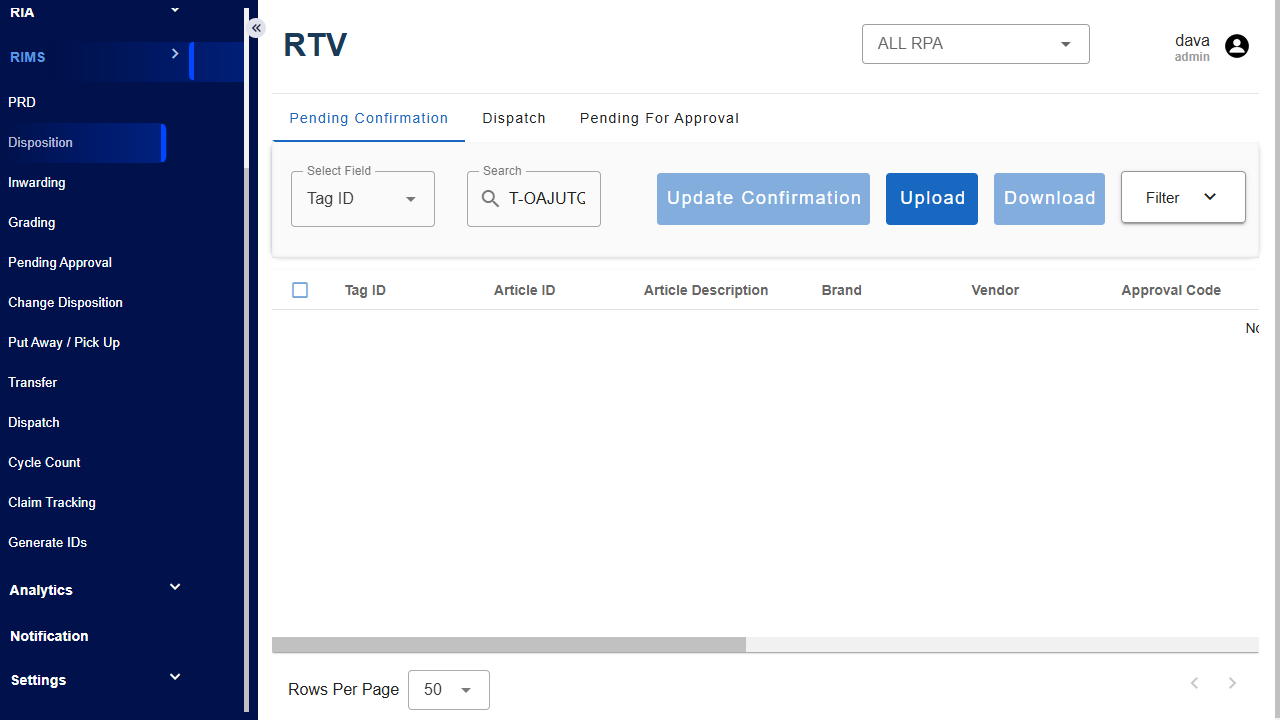 RIA
RIMS
PRD
Disposition
Inwarding
Grading
Pending Approval
Change Disposition
Put Away / Pick Up
Transfer
Dispatch
Cycle Count
Claim Tracking
Generate IDs
Analytics
Notification
Settings
RTV
ALL RPA
dava
admin
Pending Confirmation Dispatch Pending For Approval
Select Field
Tag ID
Search
T-OAJUTQ
Update Confirmation Upload Download Filter
Tag ID Article ID Article Description Brand Vendor Approval Code
Rows Per Page 50